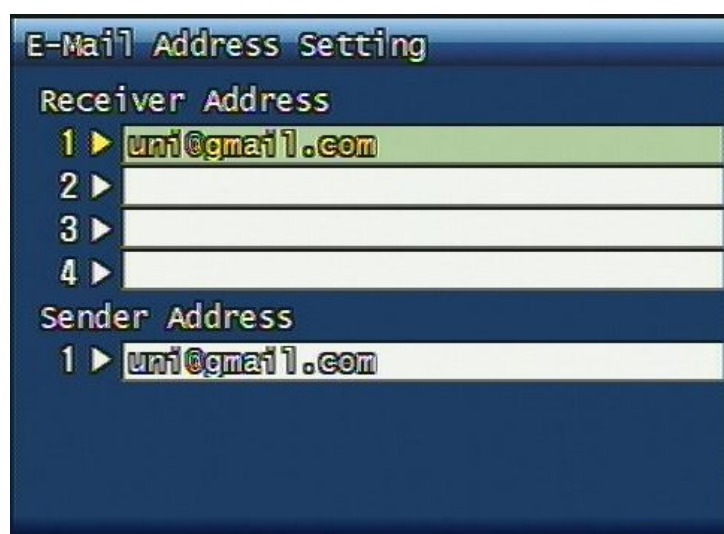 E-Mail Address Setting
Receiver Address
1 ▶ uni@gmail.com
2 ▶
3 ▶
4 ▶
Sender Address
1 ▶ uni@gmail.com